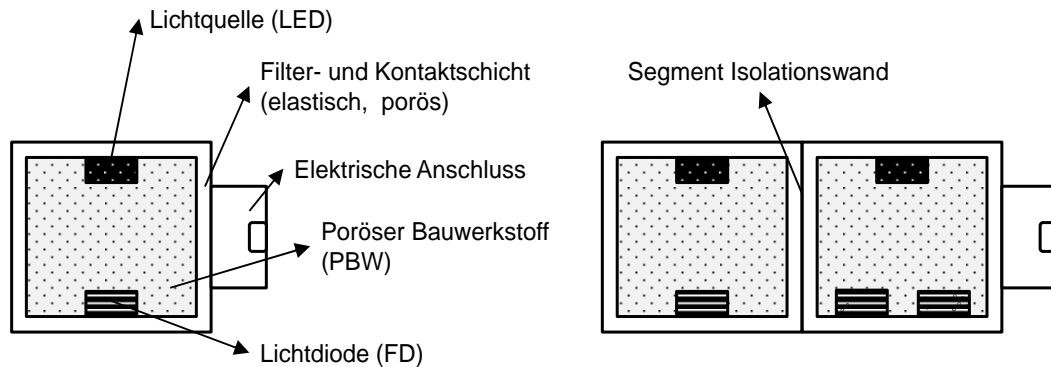 Lichtquelle (LED)
Filter- und Kontaktschicht
(elastisch, porös)
Elektrische Anschluss
Poröser Bauwerkstoff
(PBW)
Lichtdiode (FD)
Segment Isolationswand